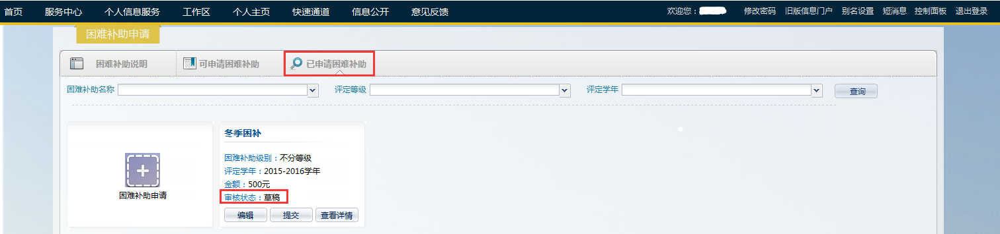 首页 服务中心 个人信息服务 工作区 个人主页 快速通道 信息公开 意见反馈 欢迎您： 修改密码 旧版信息门户 别名设置 短消息 控制面板 退出登录
困难补助申请
困难补助说明 可申请困难补助 已申请困难补助
困难补助名称 评定等级 评定学年 查询
冬季困补
困难补助级别：不分等级
评定学年：2015-2016学年
金额：500元
审核状态：草稿
编辑 提交 查看详情
困难补助申请